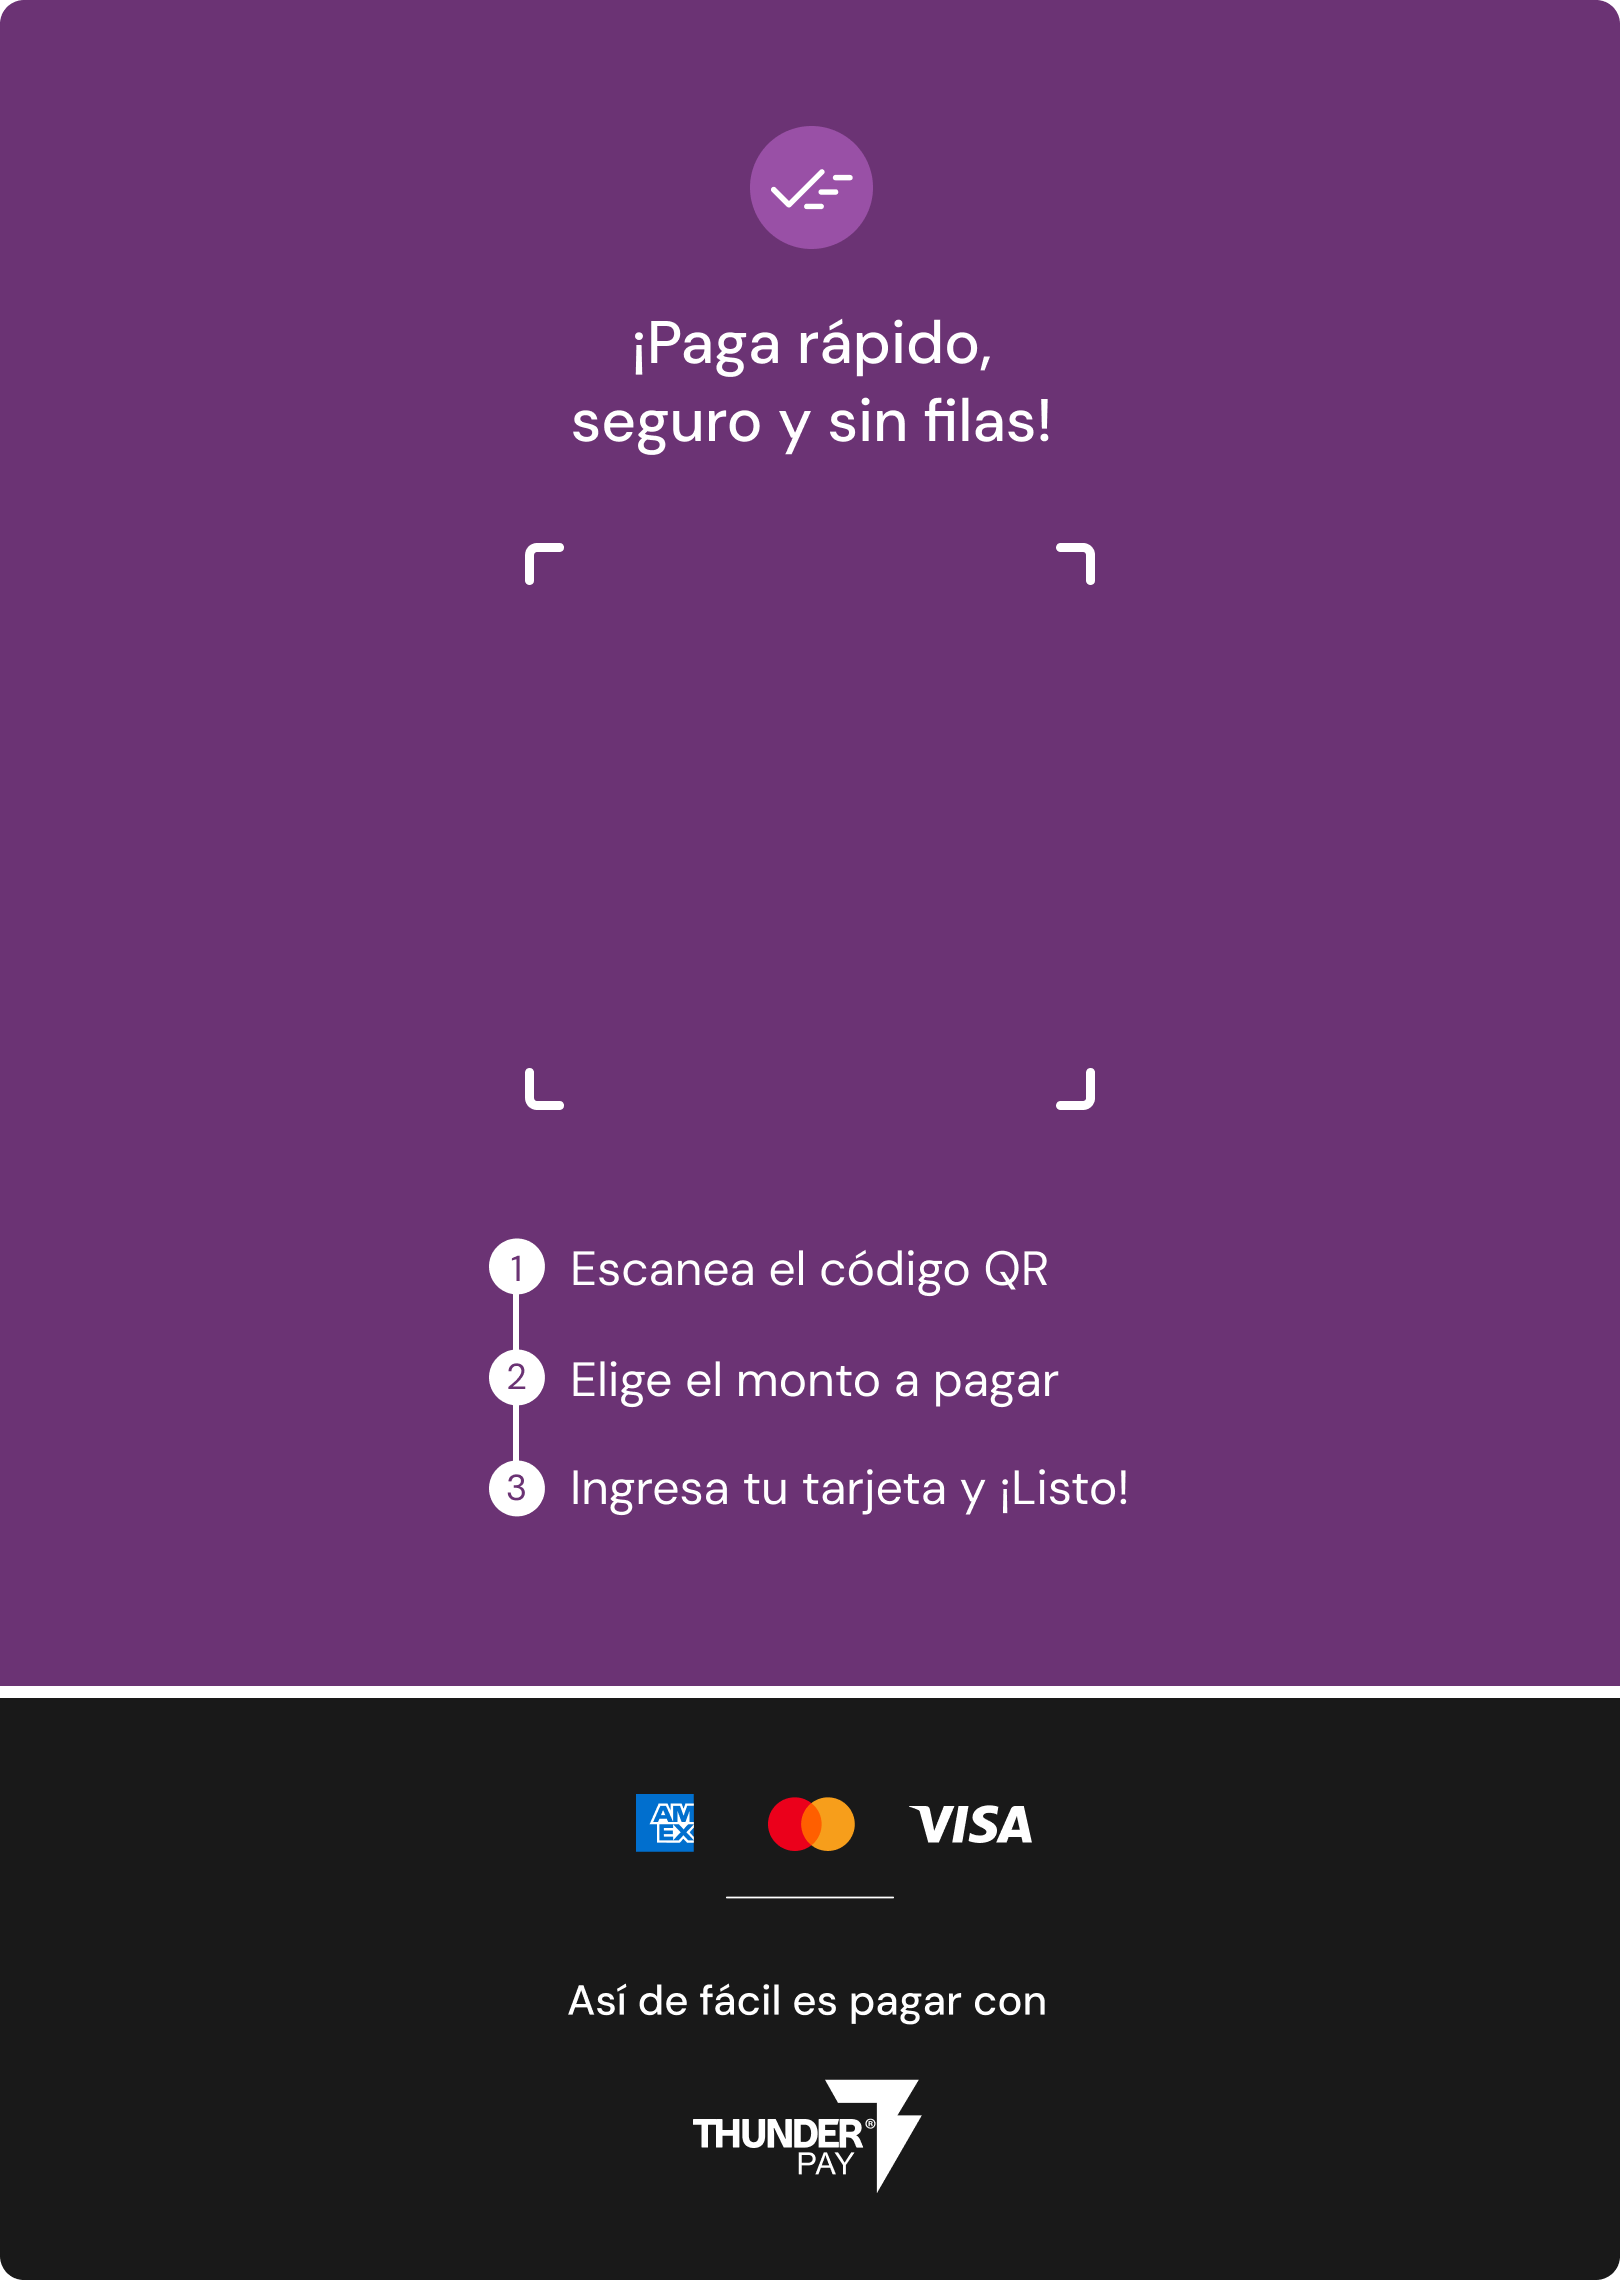 ¡Paga rápido,
seguro y sin filas!
1 Escanea el código QR
2 Elige el monto a pagar
3 Ingresa tu tarjeta y ¡Listo!
AM
EX
VISA
Así de fácil es pagar con
THUNDER®
PAY